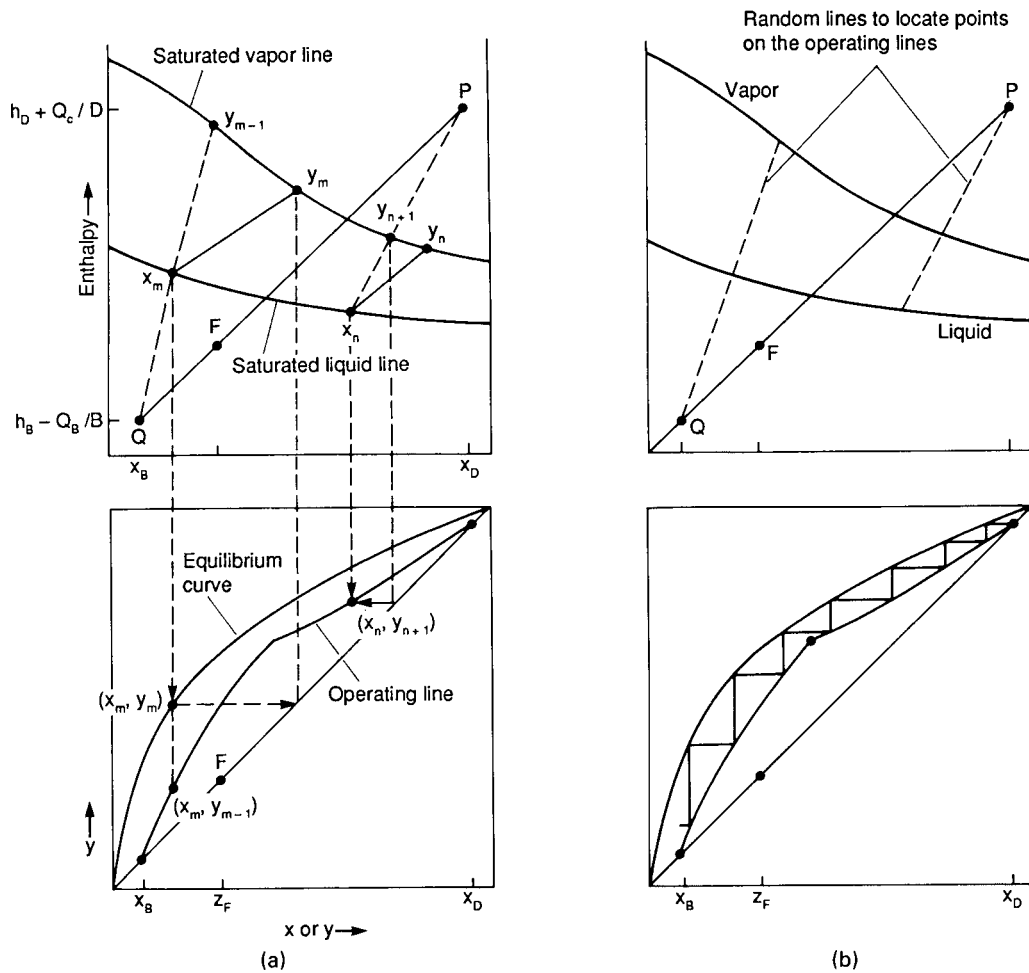 Saturated vapor line
h_D + Q_c / D
y_{m-1}
P
y_m
y_{n+1}
y_n
Enthalpy →
x_m
x_n
F
Saturated liquid line
h_B − Q_B /B
Q
x_B
x_D
Equilibrium
curve
(x_n, y_{n+1})
Operating line
(x_m, y_m)
F
(x_m, y_{m-1})
y
x_B
z_F
x_D
x or y →
(a)
Random lines to locate points
on the operating lines
P
Vapor
F
Liquid
Q
x_B
z_F
x_D
(b)